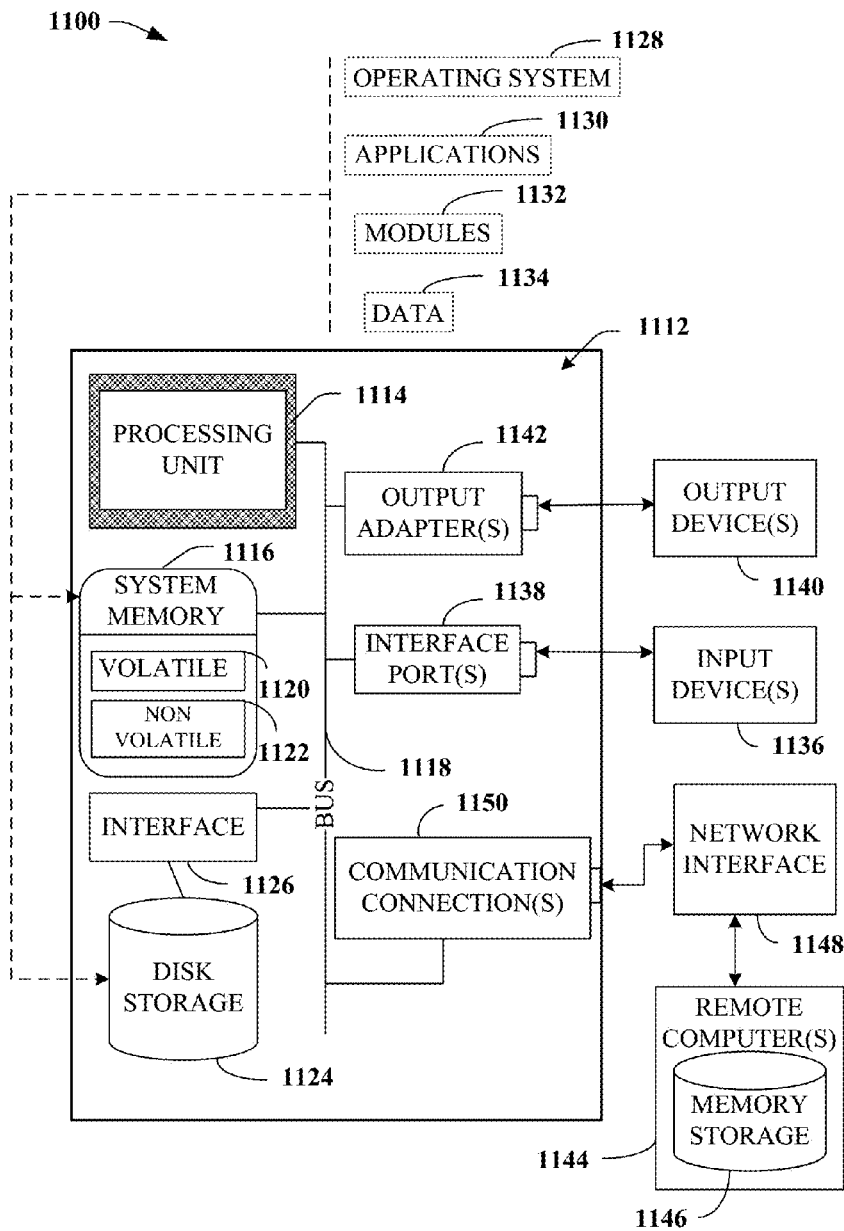 1100
1128
OPERATING SYSTEM
1130
APPLICATIONS
1132
MODULES
1134
DATA
1112
1114
PROCESSING
UNIT
1142
OUTPUT
ADAPTER(S)
OUTPUT
DEVICE(S)
1140
1116
SYSTEM
MEMORY
VOLATILE
1120
NON
VOLATILE
1122
1138
INTERFACE
PORT(S)
INPUT
DEVICE(S)
1136
1118
BUS
INTERFACE
1126
1150
COMMUNICATION
CONNECTION(S)
NETWORK
INTERFACE
1148
DISK
STORAGE
1124
REMOTE
COMPUTER(S)
MEMORY
STORAGE
1144
1146